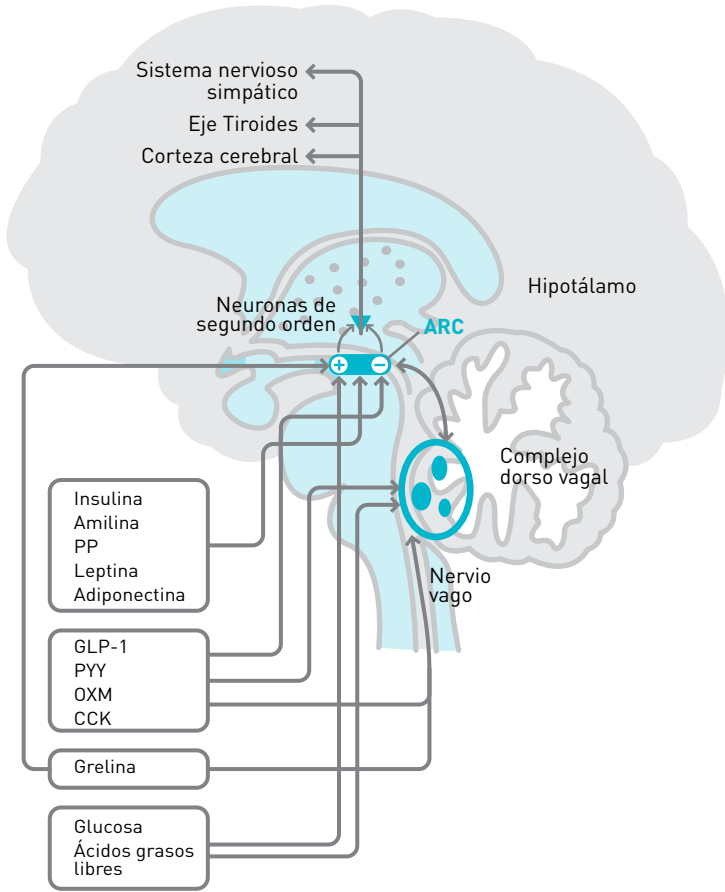 Sistema nervioso
simpático
Eje Tiroides
Corteza cerebral
Hipotálamo
Neuronas de
segundo orden
ARC
+
−
Complejo
dorso vagal
Insulina
Amilina
PP
Leptina
Adiponectina
Nervio
vago
GLP-1
PYY
OXM
CCK
Grelina
Glucosa
Ácidos grasos
libres